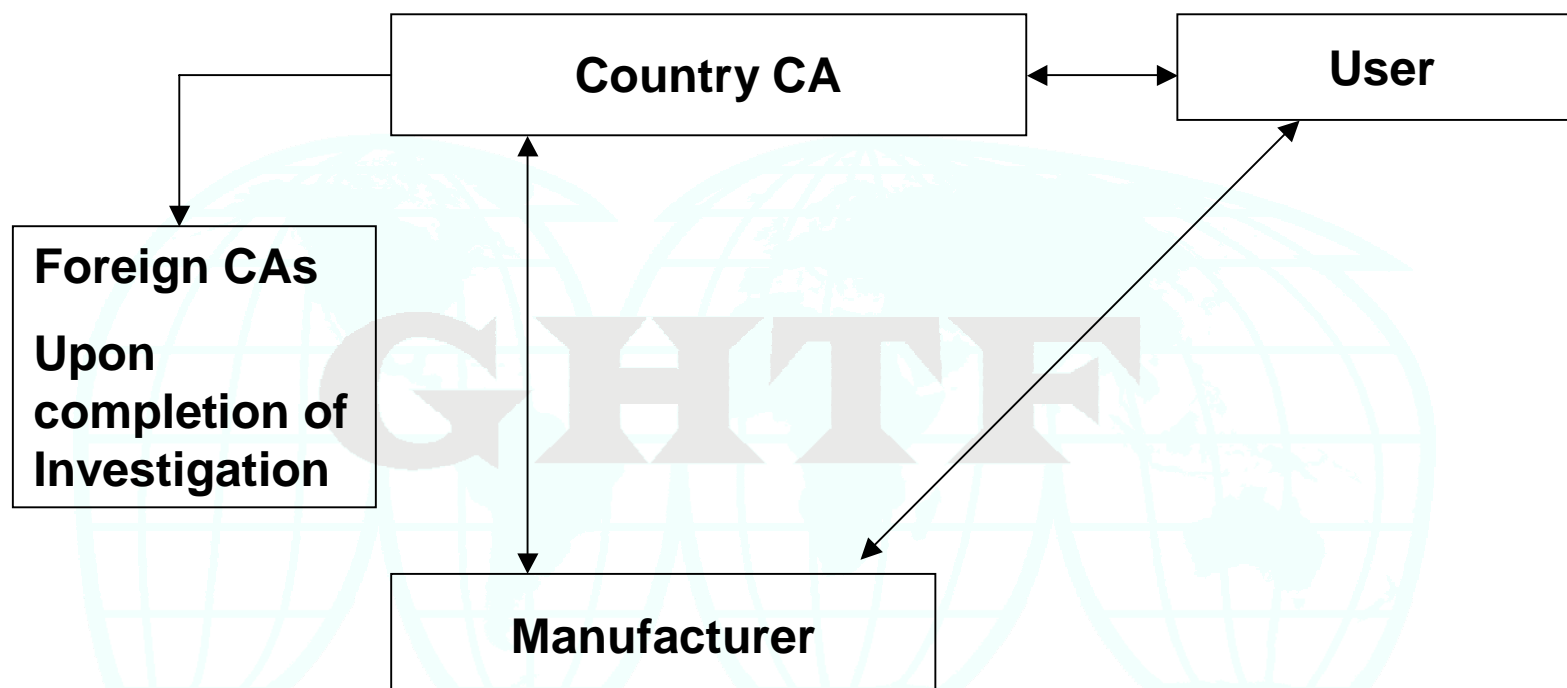 Country CA
User
Foreign CAs
Upon
completion of
Investigation
GHTF
Manufacturer